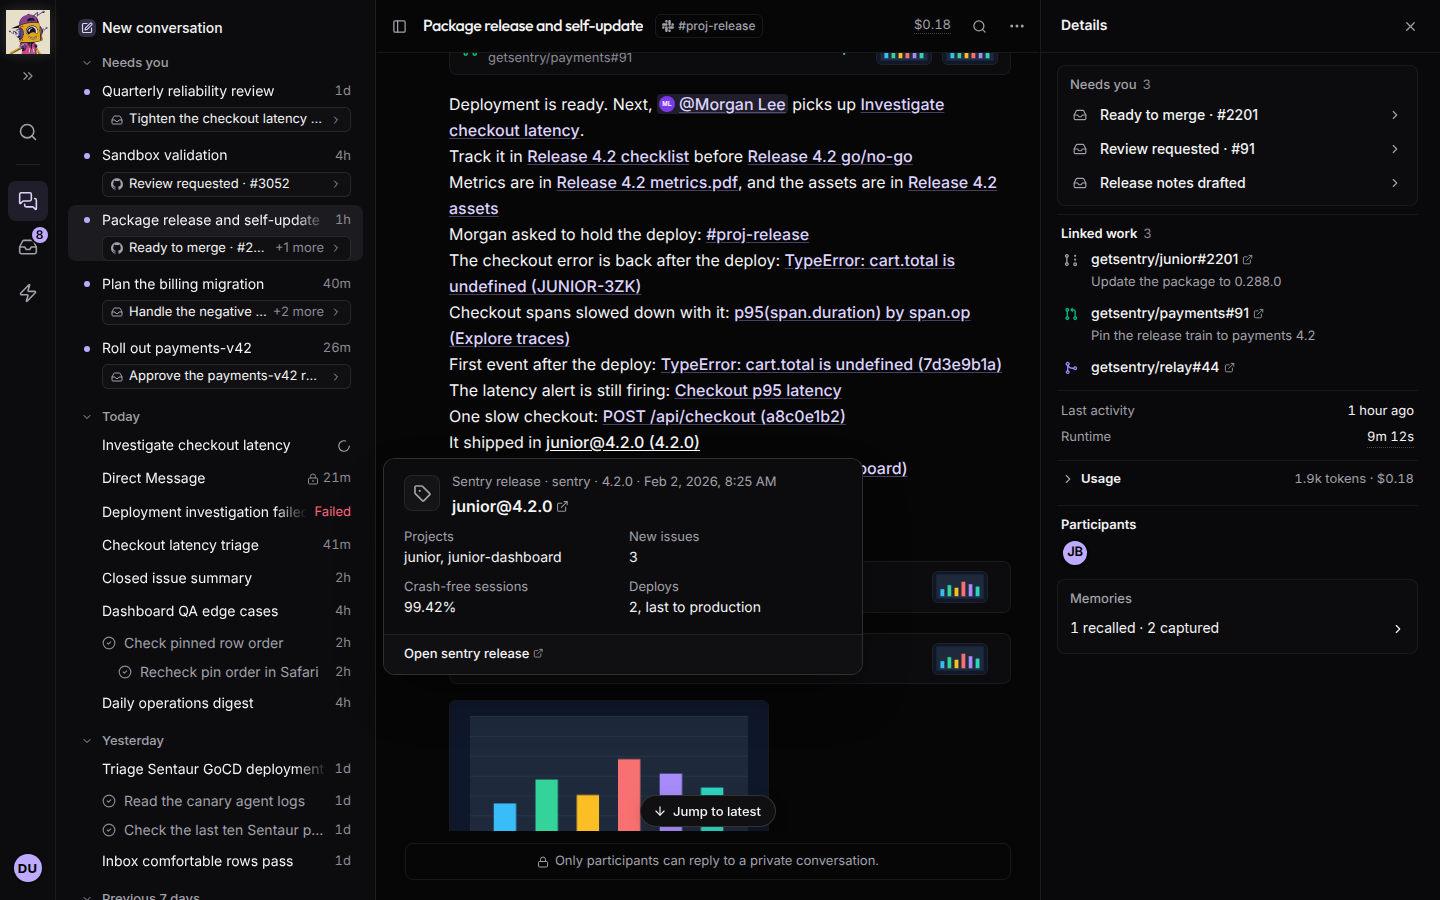 New conversation
Needs you
Quarterly reliability review 1d
Tighten the checkout latency ...
Sandbox validation 4h
Review requested · #3052
Package release and self-update 1h
Ready to merge · #2... +1 more
Plan the billing migration 40m
Handle the negative ... +2 more
Roll out payments-v42 26m
Approve the payments-v42 r...
Today
Investigate checkout latency
Direct Message 21m
Deployment investigation failed Failed
Checkout latency triage 41m
Closed issue summary 2h
Dashboard QA edge cases 4h
Check pinned row order 2h
Recheck pin order in Safari 2h
Daily operations digest 4h
Yesterday
Triage Sentaur GoCD deployment 1d
Read the canary agent logs 1d
Check the last ten Sentaur p... 1d
Inbox comfortable rows pass 1d
Previous 7 days
8
DU
Package release and self-update #proj-release $0.18
getsentry/payments#91
Deployment is ready. Next, ML @Morgan Lee picks up Investigate
checkout latency.
Track it in Release 4.2 checklist before Release 4.2 go/no-go
Metrics are in Release 4.2 metrics.pdf, and the assets are in Release 4.2
assets
Morgan asked to hold the deploy: #proj-release
The checkout error is back after the deploy: TypeError: cart.total is
undefined (JUNIOR-3ZK)
Checkout spans slowed down with it: p95(span.duration) by span.op
(Explore traces)
First event after the deploy: TypeError: cart.total is undefined (7d3e9b1a)
The latency alert is still firing: Checkout p95 latency
One slow checkout: POST /api/checkout (a8c0e1b2)
It shipped in junior@4.2.0 (4.2.0)
board)
Sentry release · sentry · 4.2.0 · Feb 2, 2026, 8:25 AM
junior@4.2.0
Projects New issues
junior, junior-dashboard 3
Crash-free sessions Deploys
99.42% 2, last to production
Open sentry release
Jump to latest
Only participants can reply to a private conversation.
Details
Needs you 3
Ready to merge · #2201
Review requested · #91
Release notes drafted
Linked work 3
getsentry/junior#2201
Update the package to 0.288.0
getsentry/payments#91
Pin the release train to payments 4.2
getsentry/relay#44
Last activity 1 hour ago
Runtime 9m 12s
Usage 1.9k tokens · $0.18
Participants
JB
Memories
1 recalled · 2 captured